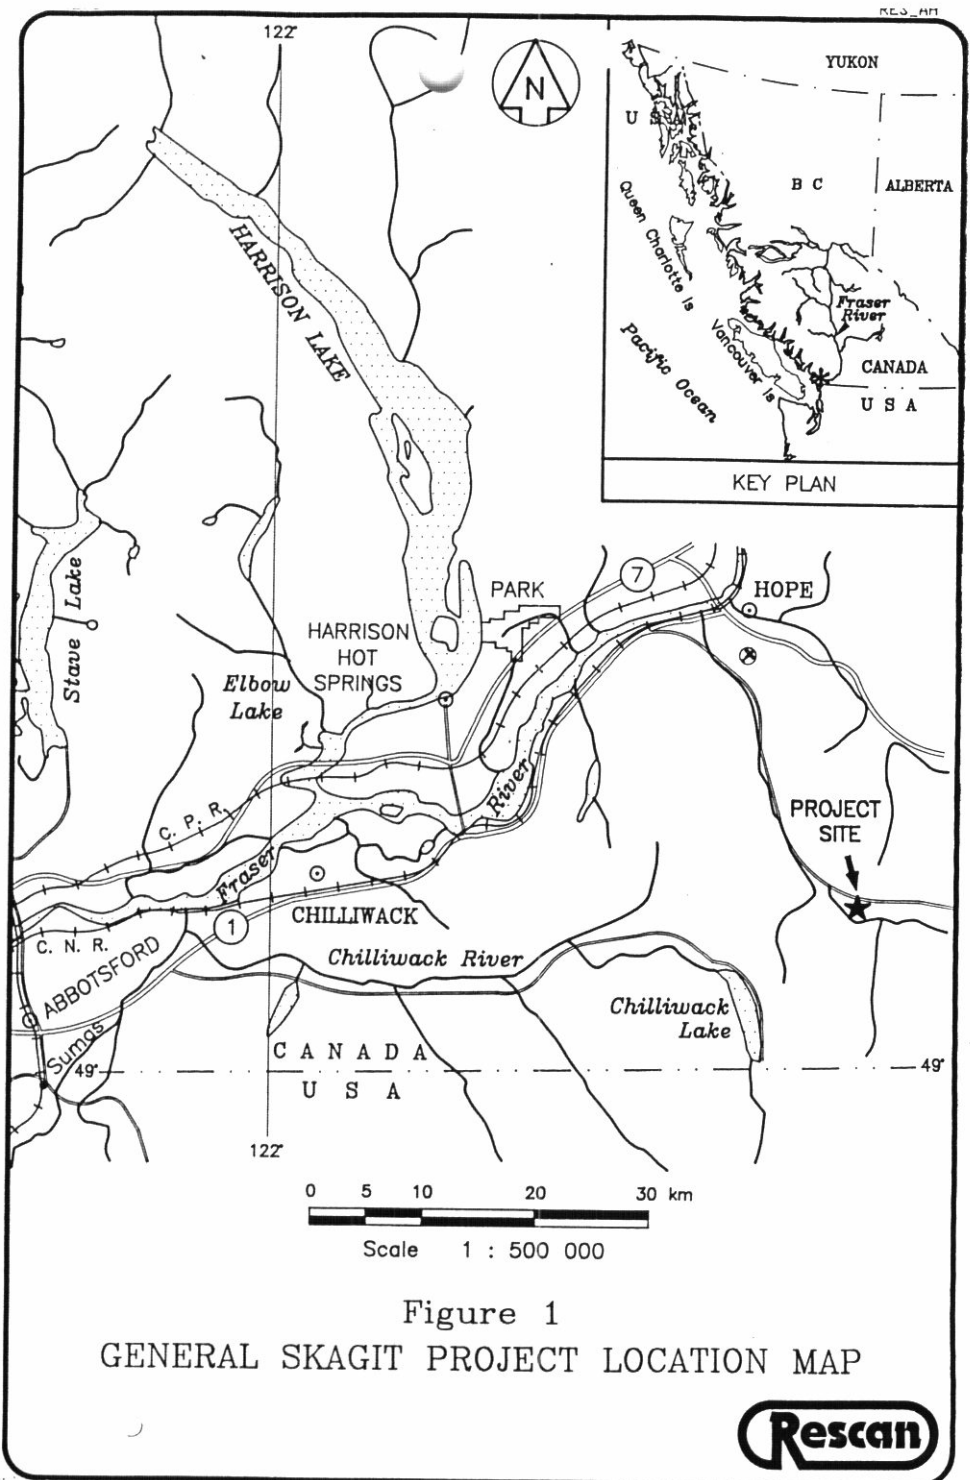 RES_AH
122°
N
YUKON
U S A
B C
ALBERTA
Queen Charlotte Is
Fraser
River
Pacific Ocean
Vancouver Is
CANADA
U S A
KEY PLAN
HARRISON LAKE
Stave Lake
7
HOPE
PARK
HARRISON
HOT
SPRINGS
Elbow
Lake
River
PROJECT
SITE
C. P. R.
Fraser
CHILLIWACK
1
C. N. R.
ABBOTSFORD
Chilliwack River
Chilliwack
Lake
Sumas
49°
CANADA
U S A
49°
122°
0 5 10 20 30 km
Scale 1 : 500 000
Figure 1
GENERAL SKAGIT PROJECT LOCATION MAP
Rescan